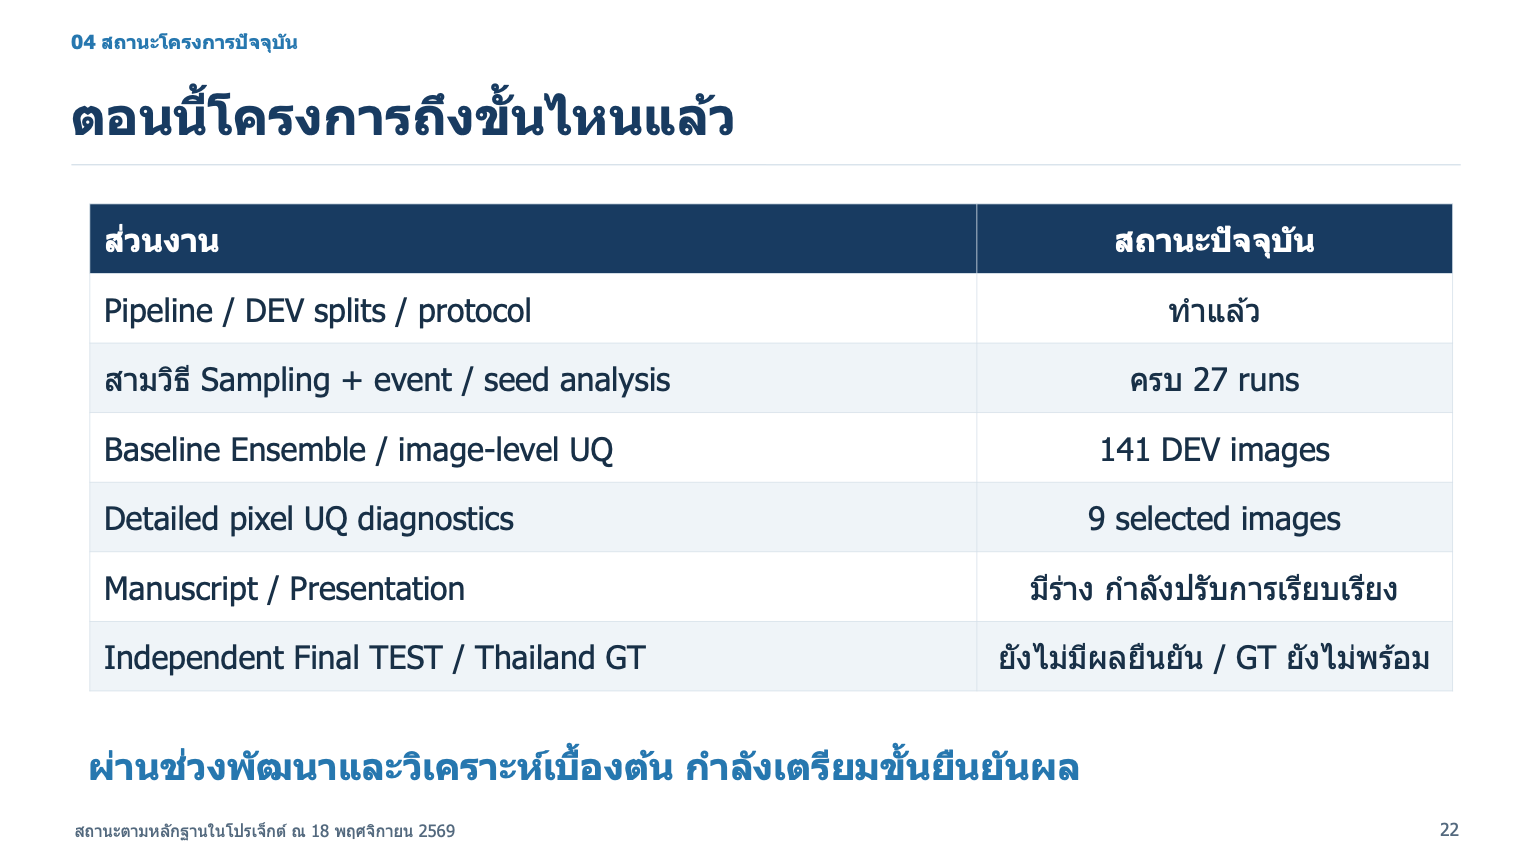 04 สถานะโครงการปัจจุบัน
ตอนนี้โครงการถึงขั้นไหนแล้ว
ส่วนงาน สถานะปัจจุบัน
Pipeline / DEV splits / protocol ทำแล้ว
สามวิธี Sampling + event / seed analysis ครบ 27 runs
Baseline Ensemble / image-level UQ 141 DEV images
Detailed pixel UQ diagnostics 9 selected images
Manuscript / Presentation มีร่าง กำลังปรับการเรียบเรียง
Independent Final TEST / Thailand GT ยังไม่มีผลยืนยัน / GT ยังไม่พร้อม
ผ่านช่วงพัฒนาและวิเคราะห์เบื้องต้น กำลังเตรียมขั้นยืนยันผล
สถานะตามหลักฐานในโปรเจ็กต์ ณ 18 พฤศจิกายน 2569 22